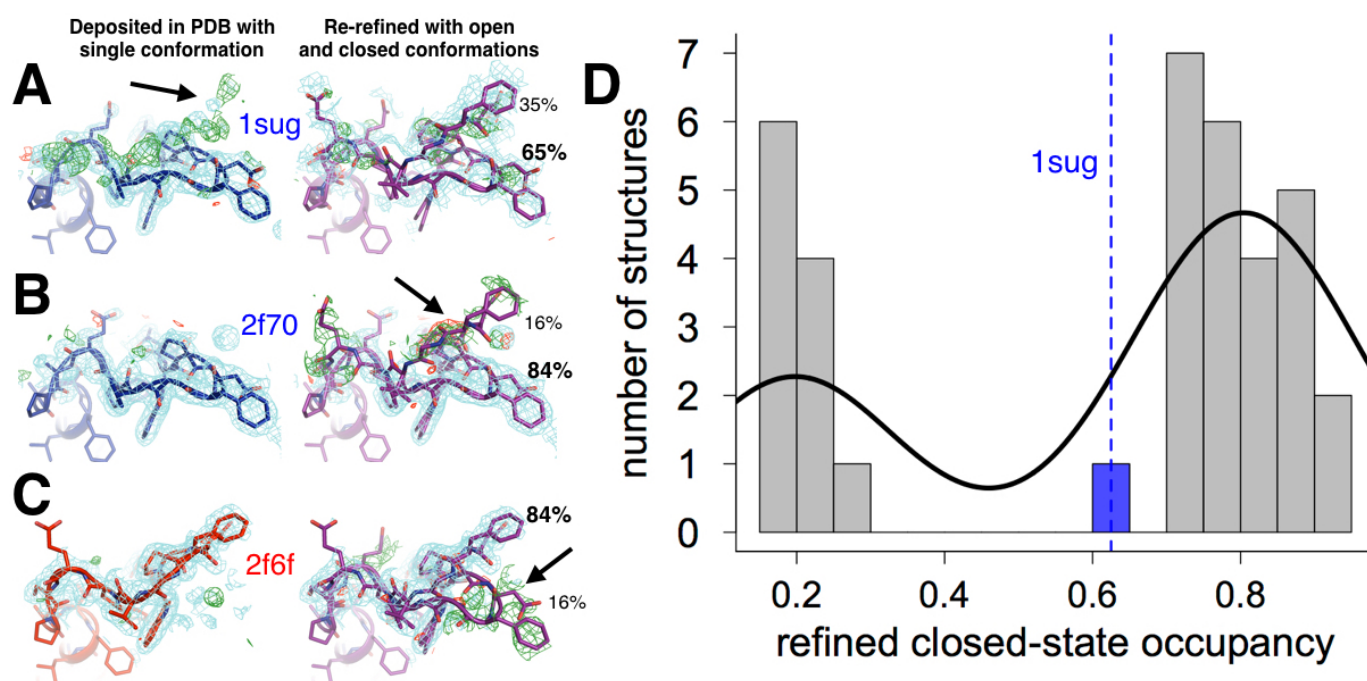 Deposited in PDB with
single conformation
Re-refined with open
and closed conformations
A
1sug
35%
65%
B
2f70
16%
84%
C
2f6f
84%
16%
D
7
6
5
4
3
2
1
0
number of structures
1sug
0.2
0.4
0.6
0.8
refined closed-state occupancy